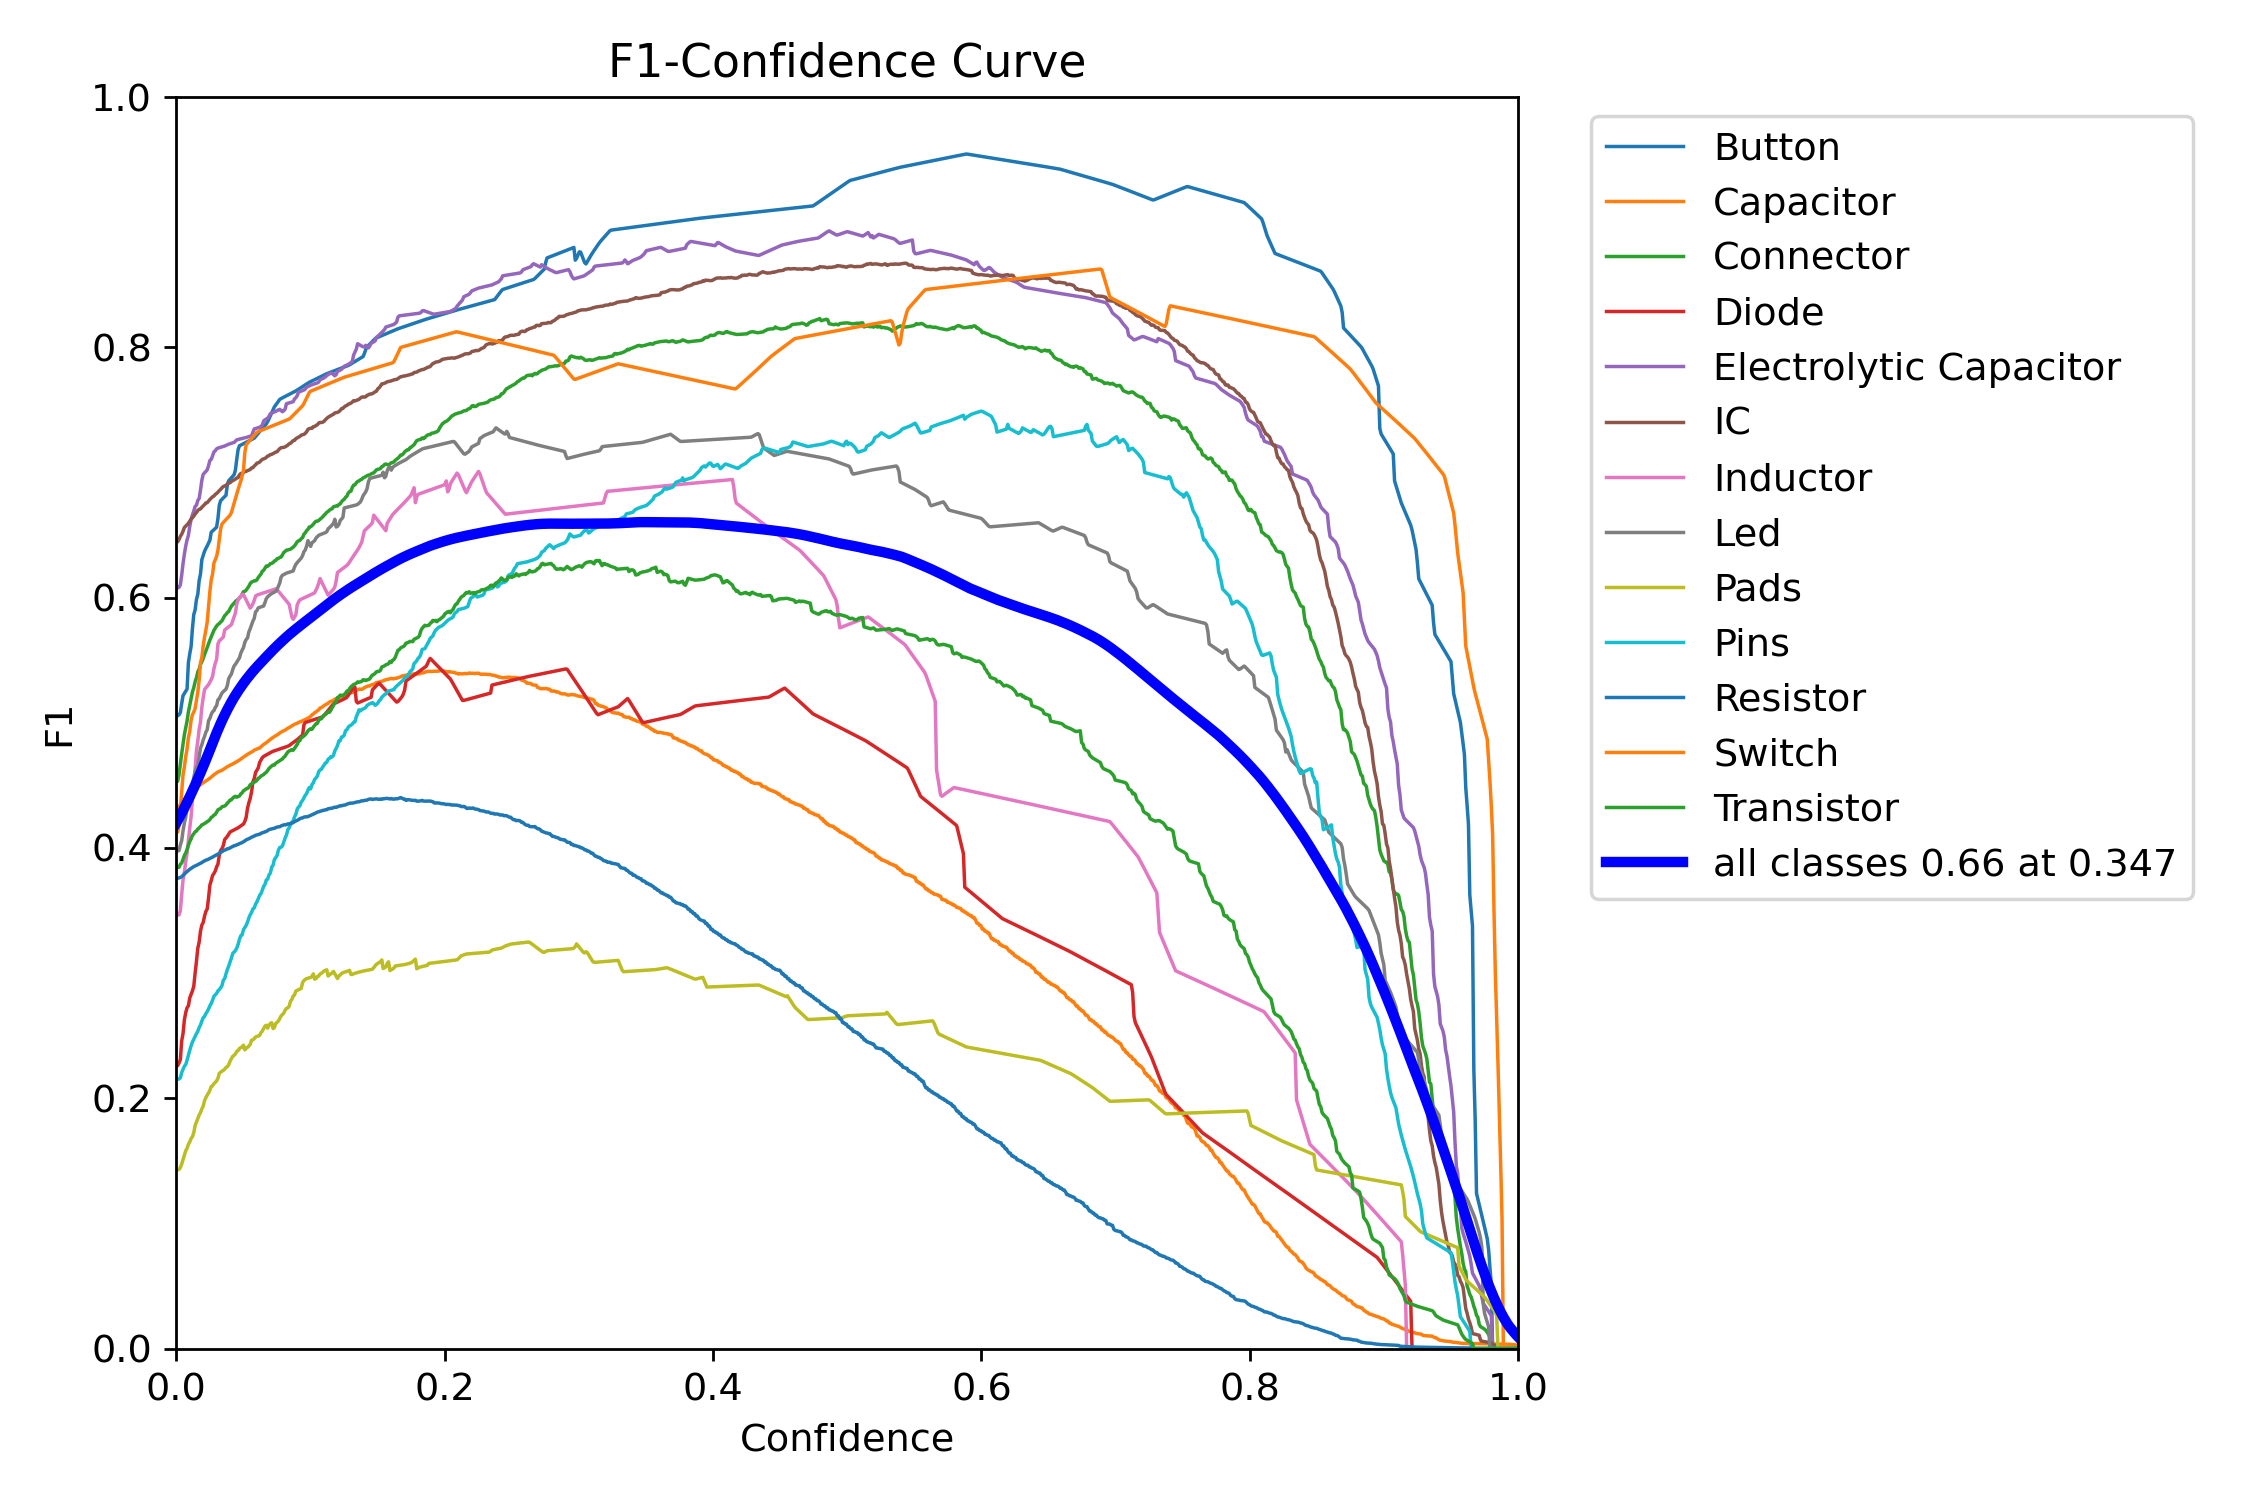 F1-Confidence Curve
1.0
0.8
0.6
0.4
0.2
0.0
F1
0.0 0.2 0.4 0.6 0.8 1.0
Confidence
Button
Capacitor
Connector
Diode
Electrolytic Capacitor
IC
Inductor
Led
Pads
Pins
Resistor
Switch
Transistor
all classes 0.66 at 0.347